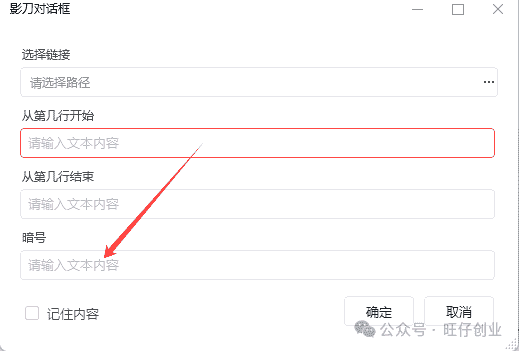 影刀对话框
选择链接
请选择路径
从第几行开始
请输入文本内容
从第几行结束
请输入文本内容
暗号
请输入文本内容
记住内容
确定
取消
公众号·旺仔创业